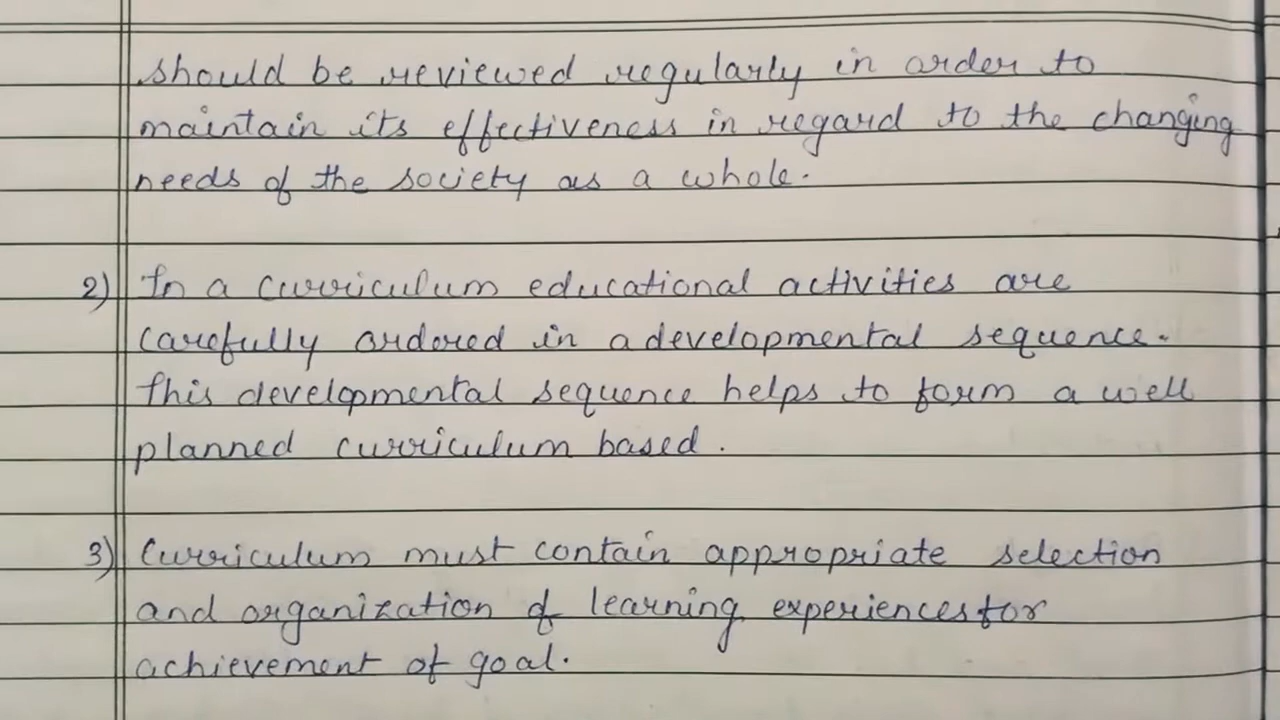 should be reviewed regularly in order to
maintain its effectiveness in regard to the changing
needs of the society as a whole.
2) In a curriculum educational activities are
carefully ordered in a developmental sequence.
This developmental sequence helps to form a well
planned curriculum based.
3) Curriculum must contain appropriate selection
and organization of learning experiences for
achievement of goal.